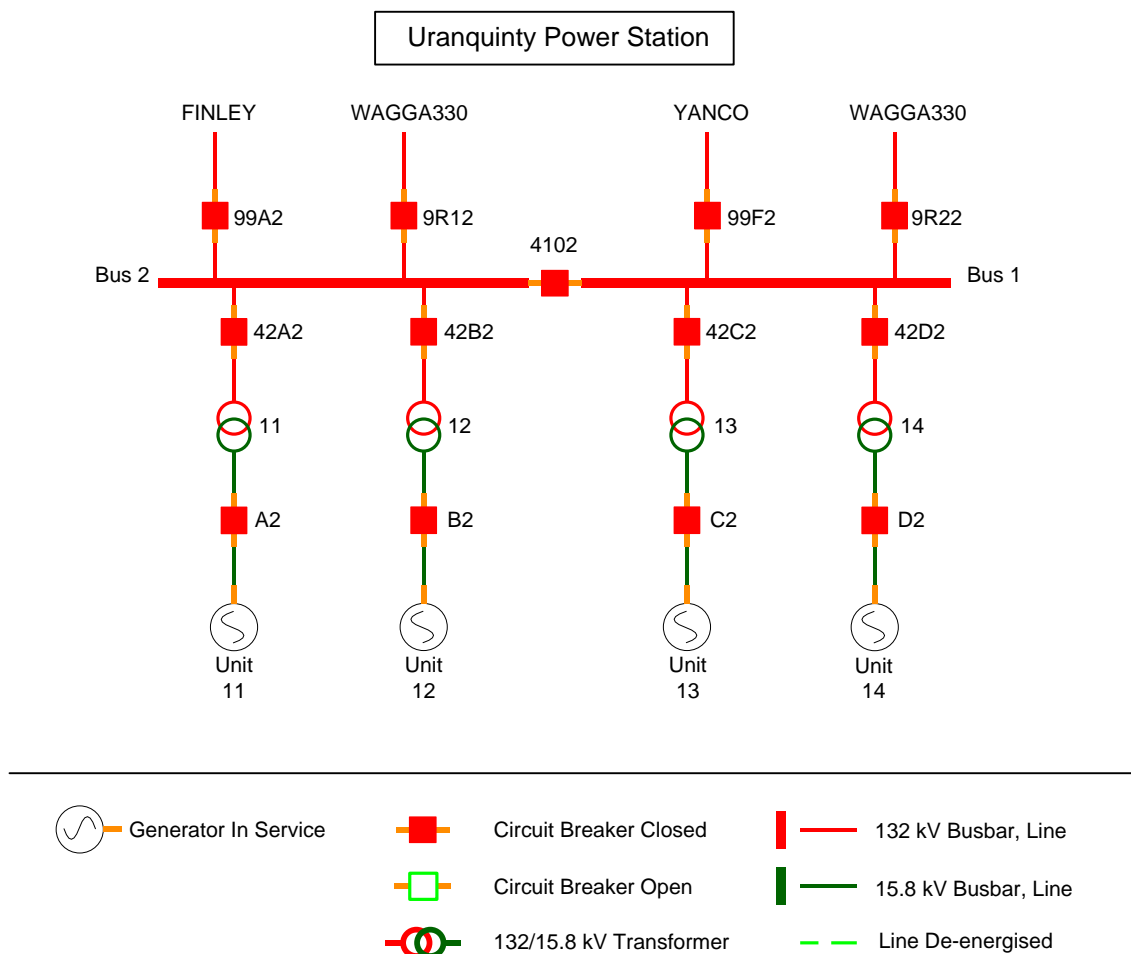 Uranquinty Power Station
FINLEY
WAGGA330
YANCO
WAGGA330
99A2
9R12
99F2
9R22
4102
Bus 2
Bus 1
42A2
42B2
42C2
42D2
11
12
13
14
A2
B2
C2
D2
Unit
11
Unit
12
Unit
13
Unit
14
Generator In Service
Circuit Breaker Closed
132 kV Busbar, Line
Circuit Breaker Open
15.8 kV Busbar, Line
132/15.8 kV Transformer
Line De-energised